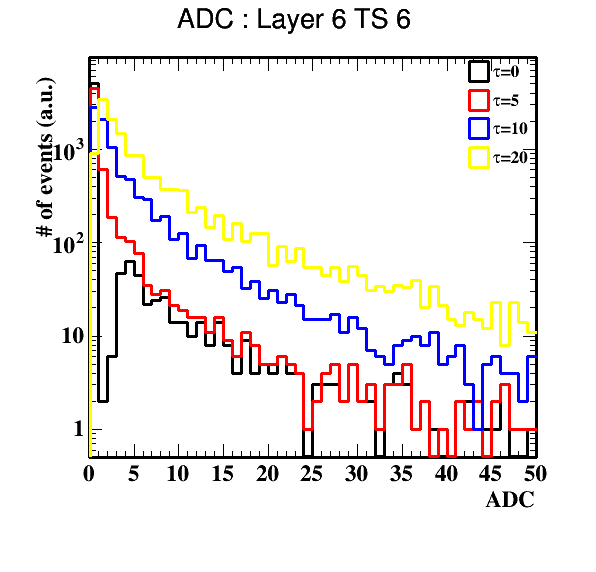 ADC : Layer 6 TS 6
# of events (a.u.)
τ=0
τ=5
τ=10
τ=20
10³
10²
10
1
0 5 10 15 20 25 30 35 40 45 50
ADC